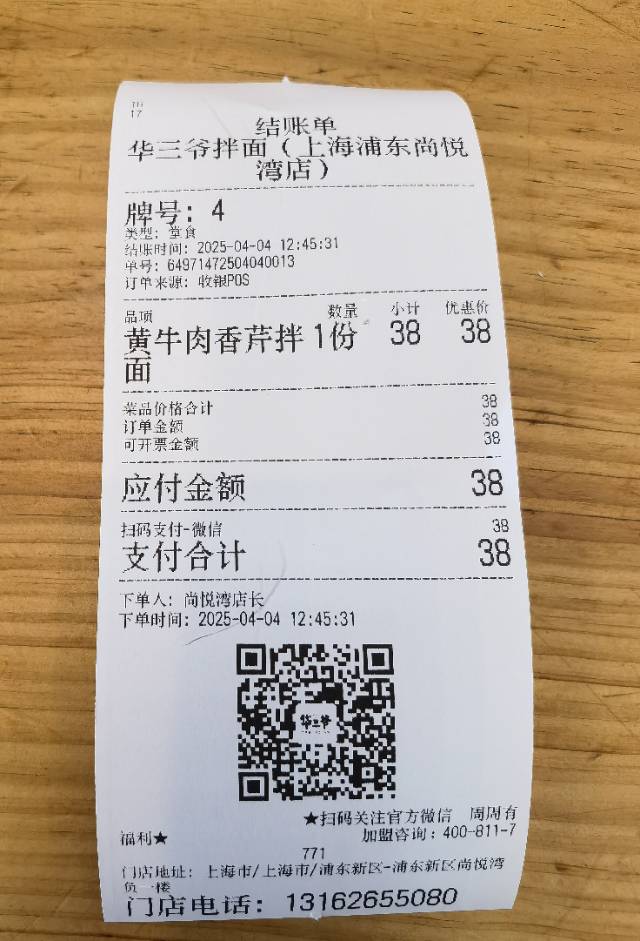 结账单
华三爷拌面（上海浦东尚悦
湾店）
牌号：4
类型：堂食
结账时间：2025-04-04 12:45:31
单号：64971472504040013
订单来源：收银POS
品项 数量 小计 优惠价
黄牛肉香芹拌 1份 38 38
面
菜品价格合计 38
订单金额 38
可开票金额 38
应付金额 38
扫码支付-微信 38
支付合计 38
下单人：尚悦湾店长
下单时间：2025-04-04 12:45:31
华三爷
★扫码关注官方微信 周周有
福利★ 加盟咨询：400-811-7
771
门店地址：上海市/上海市/浦东新区-浦东新区尚悦湾
负一楼
门店电话：13162655080